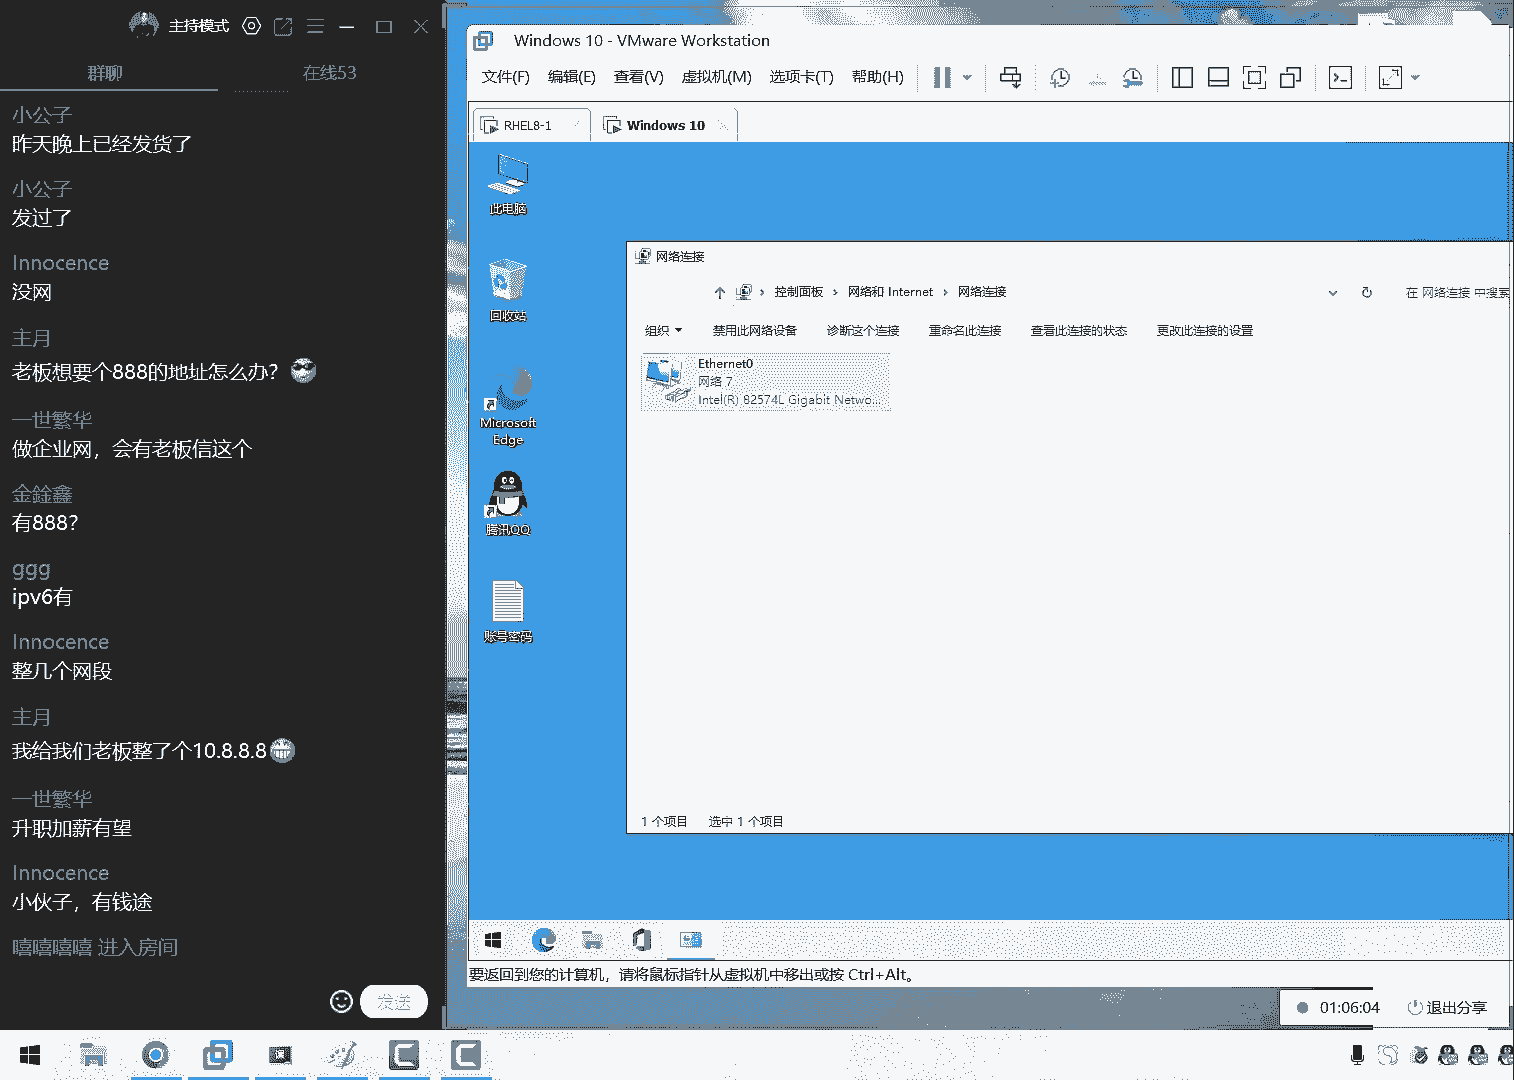 主持模式
群聊
在线53
小公子
昨天晚上已经发货了
小公子
发过了
Innocence
没网
主月
老板想要个888的地址怎么办？
一世繁华
做企业网，会有老板信这个
金錀鑫
有888?
ggg
ipv6有
Innocence
整几个网段
主月
我给我们老板整了个10.8.8.8
一世繁华
升职加薪有望
Innocence
小伙子，有钱途
嘻嘻嘻嘻 进入房间
发送
Windows 10 - VMware Workstation
文件(F) 编辑(E) 查看(V) 虚拟机(M) 选项卡(T) 帮助(H)
RHEL8-1
Windows 10
此电脑
回收站
Microsoft
Edge
腾讯QQ
账号密码
网络连接
控制面板 › 网络和 Internet › 网络连接
在 网络连接 中搜索
组织 禁用此网络设备 诊断这个连接 重命名此连接 查看此连接的状态 更改此连接的设置
Ethernet0
网络 7
Intel(R) 82574L Gigabit Netwo...
1 个项目 选中 1 个项目
要返回到您的计算机，请将鼠标指针从虚拟机中移出或按 Ctrl+Alt。
01:06:04
退出分享